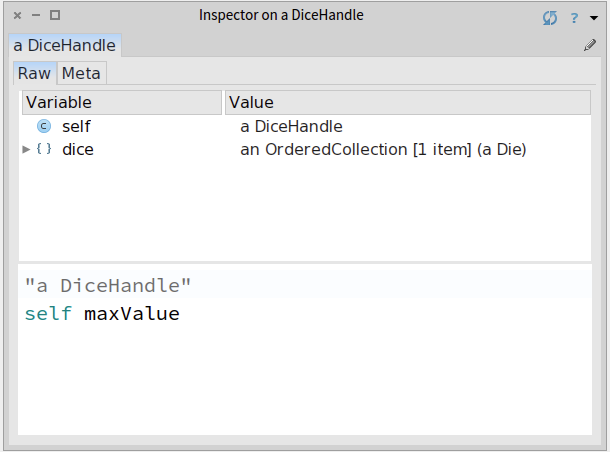 Inspector on a DiceHandle
?
a DiceHandle
Raw Meta
Variable Value
C self a DiceHandle
{ } dice an OrderedCollection [1 item] (a Die)
"a DiceHandle"
self maxValue